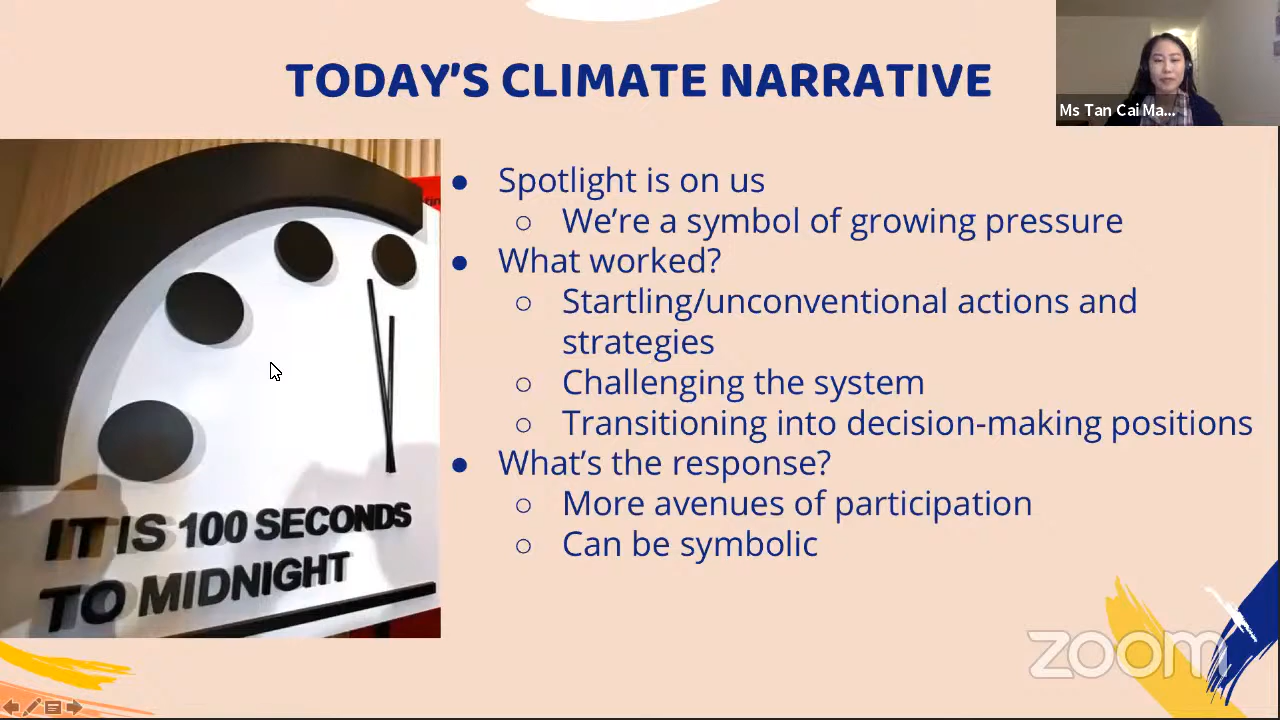 TODAY'S CLIMATE NARRATIVE
Ms Tan Cai Ma...
● Spotlight is on us
○ We're a symbol of growing pressure
● What worked?
○ Startling/unconventional actions and
strategies
○ Challenging the system
○ Transitioning into decision-making positions
● What's the response?
○ More avenues of participation
○ Can be symbolic
IT IS 100 SECONDS
TO MIDNIGHT
zoom